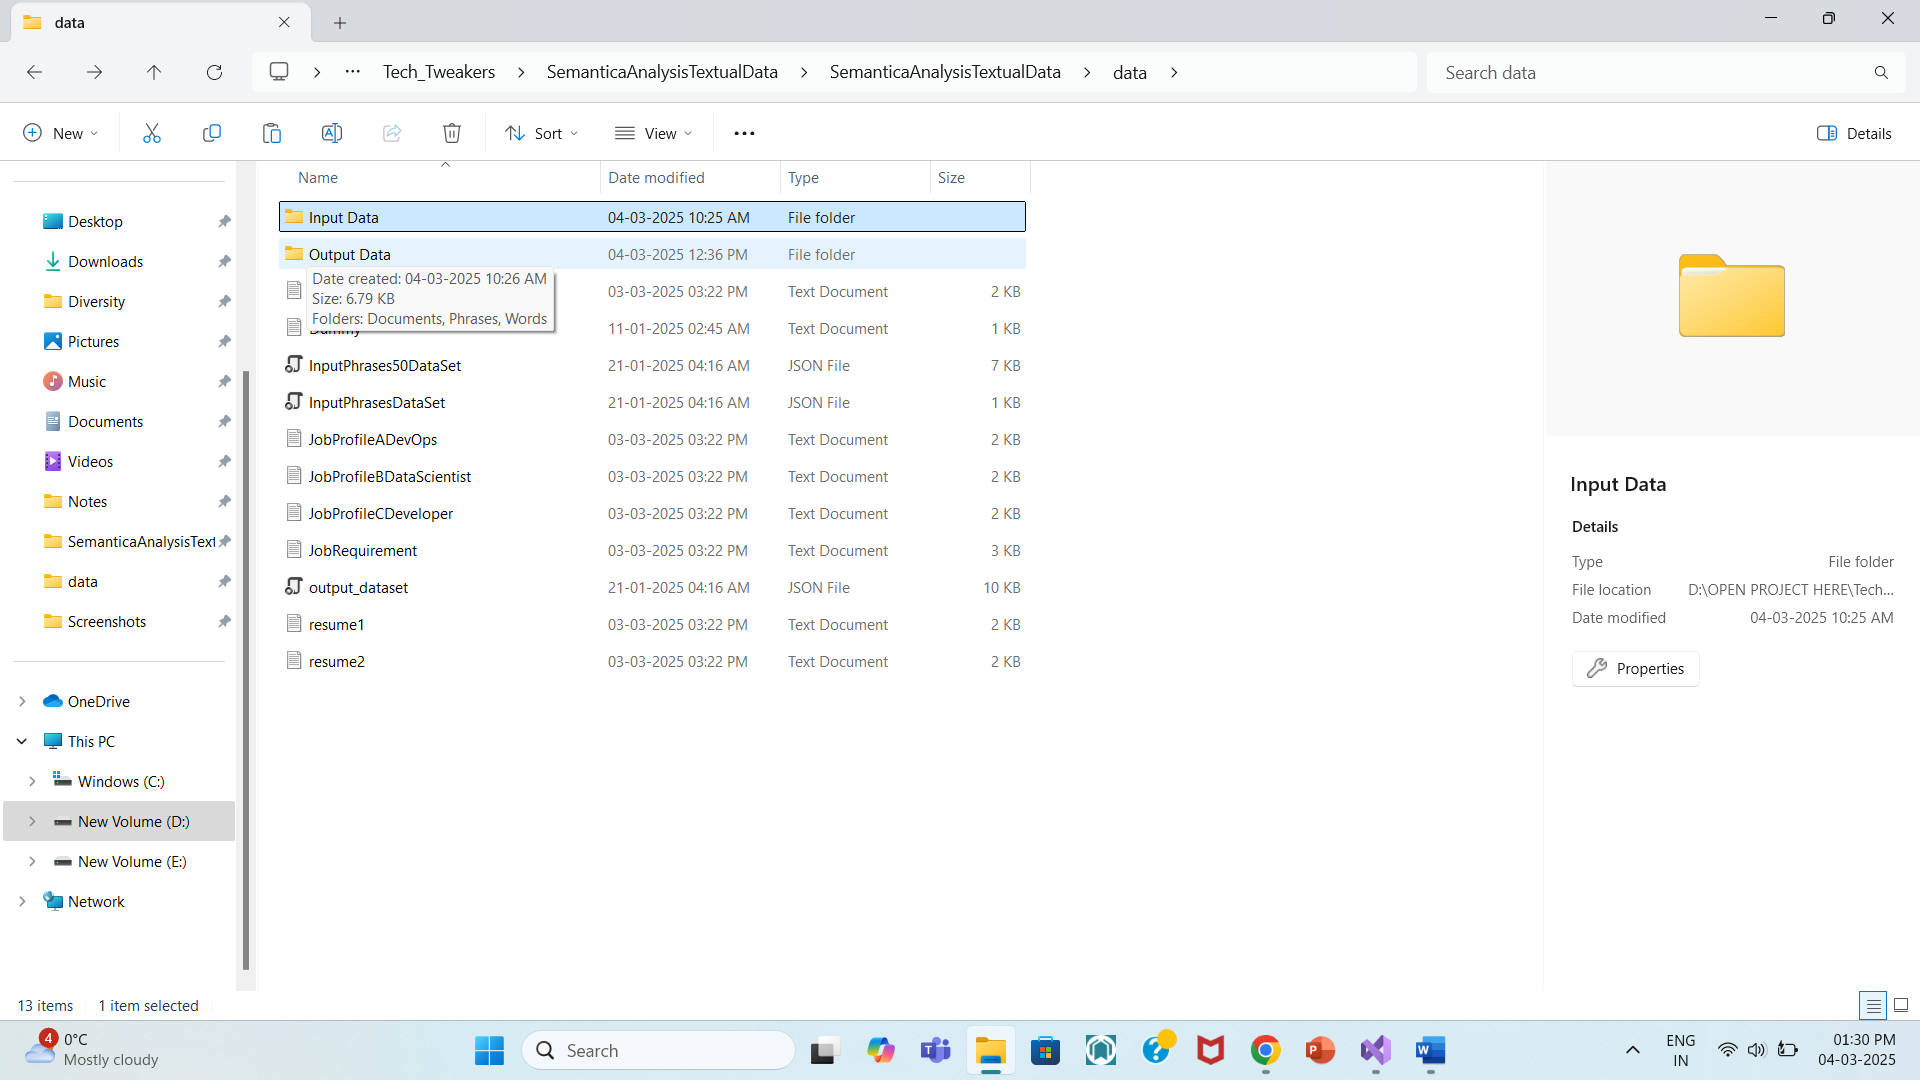 data
Tech_Tweakers
SemanticaAnalysisTextualData
SemanticaAnalysisTextualData
data
Search data
New
Sort
View
Details
Name Date modified Type Size
Desktop
Downloads
Diversity
Pictures
Music
Documents
Videos
Notes
SemanticaAnalysisText
data
Screenshots
OneDrive
This PC
Windows (C:)
New Volume (D:)
New Volume (E:)
Network
Input Data 04-03-2025 10:25 AM File folder
Output Data 04-03-2025 12:36 PM File folder
Date created: 04-03-2025 10:26 AM
Size: 6.79 KB
Folders: Documents, Phrases, Words
03-03-2025 03:22 PM Text Document 2 KB
Dummy 11-01-2025 02:45 AM Text Document 1 KB
InputPhrases50DataSet 21-01-2025 04:16 AM JSON File 7 KB
InputPhrasesDataSet 21-01-2025 04:16 AM JSON File 1 KB
JobProfileADevOps 03-03-2025 03:22 PM Text Document 2 KB
JobProfileBDataScientist 03-03-2025 03:22 PM Text Document 2 KB
JobProfileCDeveloper 03-03-2025 03:22 PM Text Document 2 KB
JobRequirement 03-03-2025 03:22 PM Text Document 3 KB
output_dataset 21-01-2025 04:16 AM JSON File 10 KB
resume1 03-03-2025 03:22 PM Text Document 2 KB
resume2 03-03-2025 03:22 PM Text Document 2 KB
Input Data
Details
Type File folder
File location D:\OPEN PROJECT HERE\Tech...
Date modified 04-03-2025 10:25 AM
Properties
13 items 1 item selected
4
0°C
Mostly cloudy
Search
ENG
IN
01:30 PM
04-03-2025